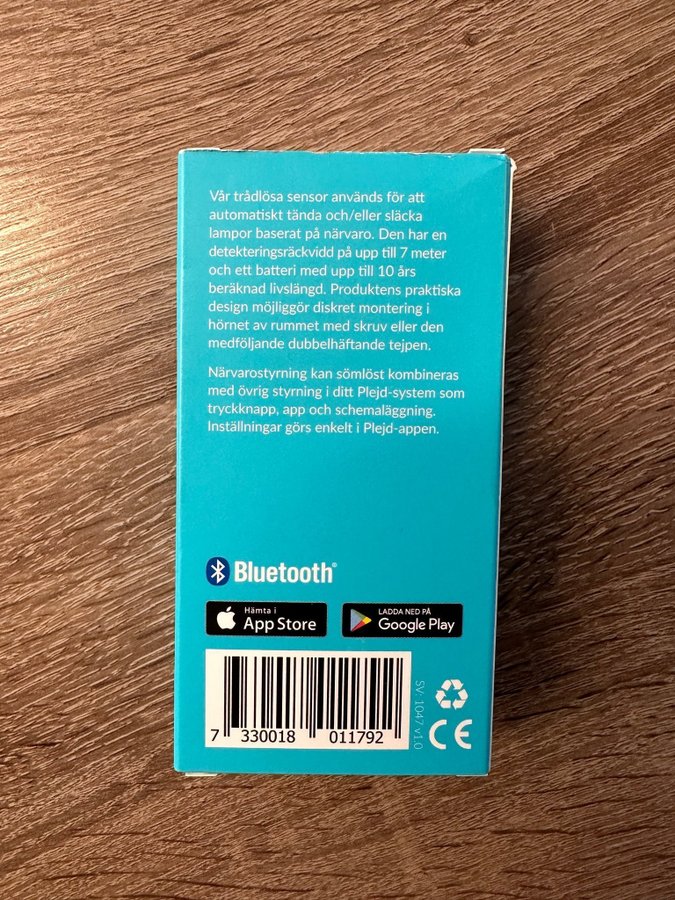 Vår trådlösa sensor används för att
automatiskt tända och/eller släcka
lampor baserat på närvaro. Den har en
detekteringsräckvidd på upp till 7 meter
och ett batteri med upp till 10 års
beräknad livslängd. Produktens praktiska
design möjliggör diskret montering i
hörnet av rummet med skruv eller den
medföljande dubbelhäftande tejpen.
Närvarostyrning kan sömlöst kombineras
med övrig styrning i ditt Plejd-system som
tryckknapp, app och schemaläggning.
Inställningar görs enkelt i Plejd-appen.
Bluetooth®
Hämta i
App Store
LADDA NED PÅ
Google Play
7 330018 011792
SV: 1047 v1.0
CE